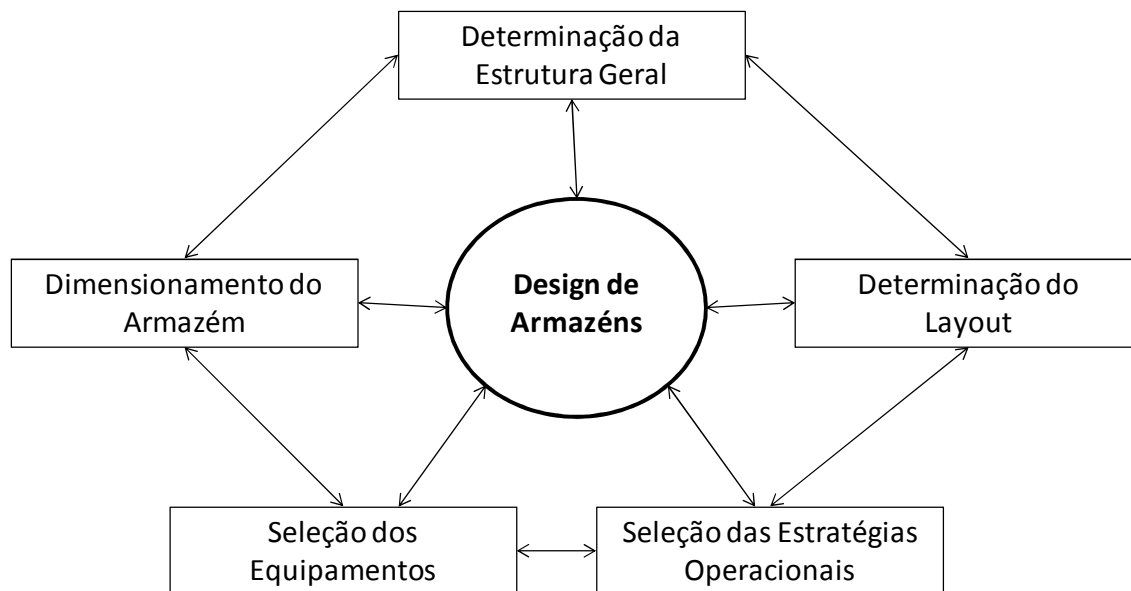 Determinação da
Estrutura Geral
Dimensionamento do
Armazém
Design de
Armazéns
Determinação do
Layout
Seleção dos
Equipamentos
Seleção das Estratégias
Operacionais